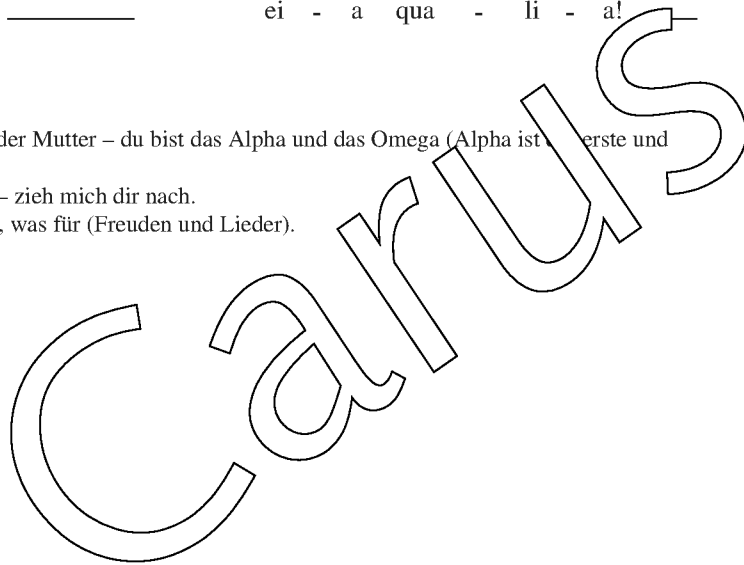 ei - a qua - li - a!
der Mutter – du bist das Alpha und das Omega (Alpha ist erste und
– zieh mich dir nach.
, was für (Freuden und Lieder).
Carus